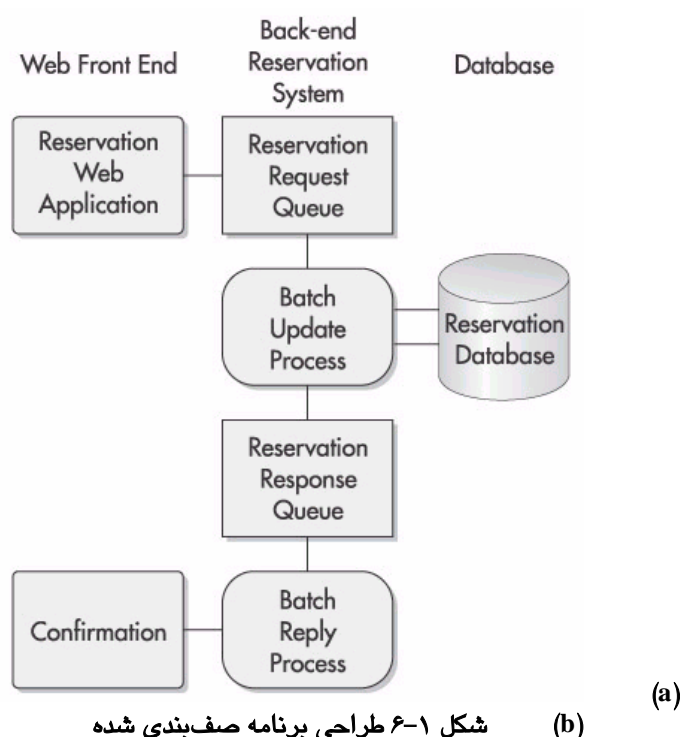 Web Front End
Back-end
Reservation
System
Database
Reservation
Web
Application
Reservation
Request
Queue
Batch
Update
Process
Reservation
Database
Reservation
Response
Queue
Confirmation
Batch
Reply
Process
(a)
(b) شکل ۱-۶ طراحی برنامه صف‌بندی شده